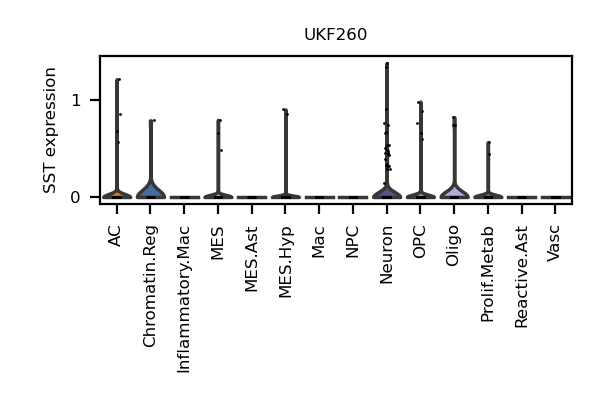 UKF260
SST expression
1
0
AC
Chromatin.Reg
Inflammatory.Mac
MES
MES.Ast
MES.Hyp
Mac
NPC
Neuron
OPC
Oligo
Prolif.Metab
Reactive.Ast
Vasc